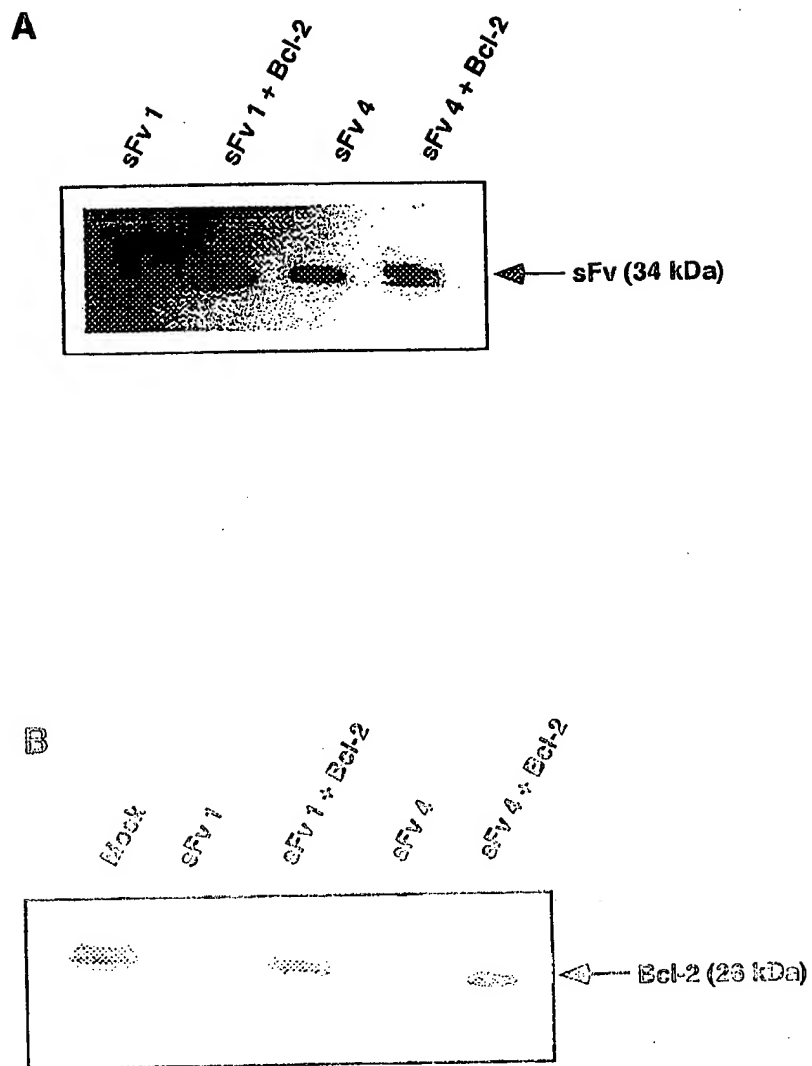 A
sFv 1
sFv 1 + Bcl-2
sFv 4
sFv 4 + Bcl-2
sFv (34 kDa)
B
Mock
sFv 1
sFv 1 + Bcl-2
sFv 4
sFv 4 + Bcl-2
Bcl-2 (26 kDa)